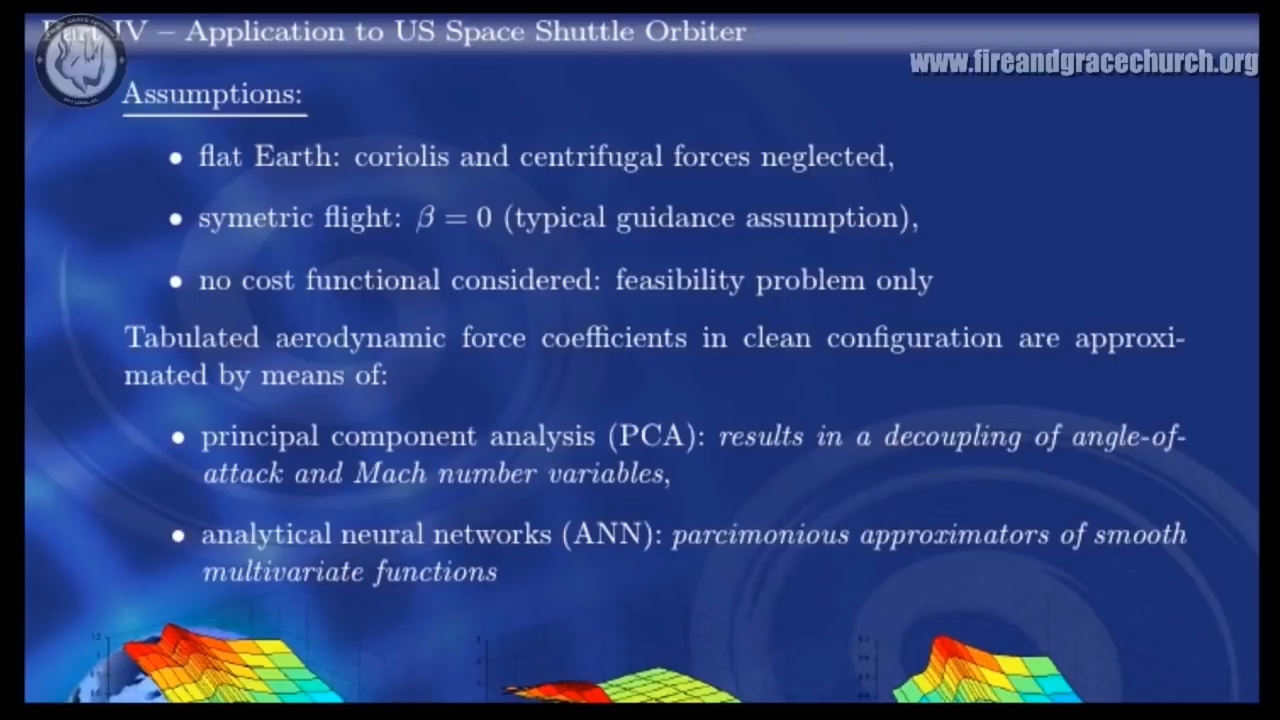 Part IV – Application to US Space Shuttle Orbiter
www.fireandgracechurch.org
Assumptions:
• flat Earth: coriolis and centrifugal forces neglected,
• symetric flight: β = 0 (typical guidance assumption),
• no cost functional considered: feasibility problem only
Tabulated aerodynamic force coefficients in clean configuration are approxi-
mated by means of:
• principal component analysis (PCA): results in a decoupling of angle-of-
attack and Mach number variables,
• analytical neural networks (ANN): parcimonious approximators of smooth
multivariate functions